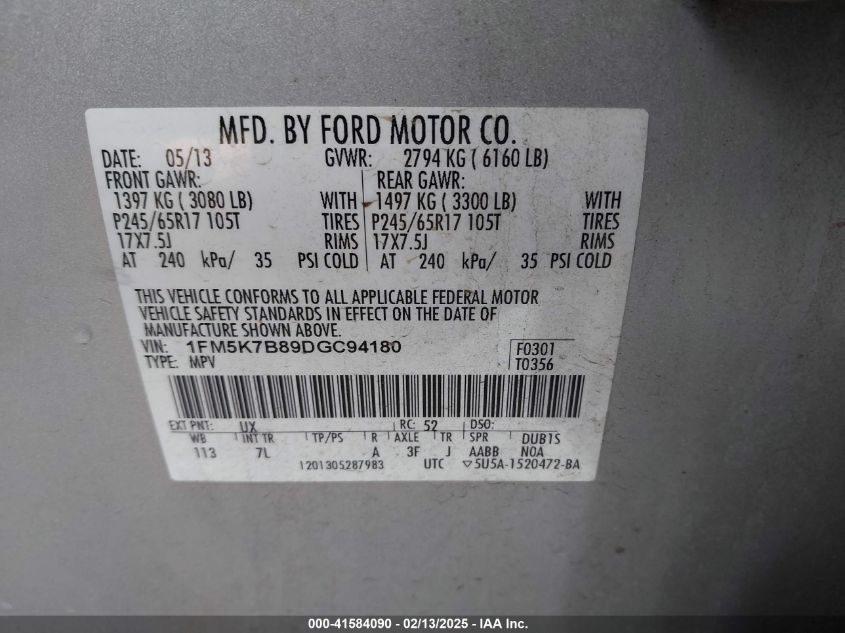 MFD. BY FORD MOTOR CO.
DATE: 05/13 GVWR: 2794 KG ( 6160 LB)
FRONT GAWR: REAR GAWR:
1397 KG ( 3080 LB) WITH 1497 KG ( 3300 LB) WITH
P245/65R17 105T TIRES P245/65R17 105T TIRES
17X7.5J RIMS 17X7.5J RIMS
AT 240 kPa/ 35 PSI COLD AT 240 kPa/ 35 PSI COLD
THIS VEHICLE CONFORMS TO ALL APPLICABLE FEDERAL MOTOR
VEHICLE SAFETY STANDARDS IN EFFECT ON THE DATE OF
MANUFACTURE SHOWN ABOVE.
VIN: 1FM5K7B89DGC94180 F0301
TYPE: MPV T0356
EXT PNT: UX RC: 52 DSO:
WB INT TR TP/PS R AXLE TR SPR DUB1S
113 7L A 3F J AABB N0A
1201305287983 UTC ▽5U5A-1520472-BA
000-41584090 - 02/13/2025 - IAA Inc.